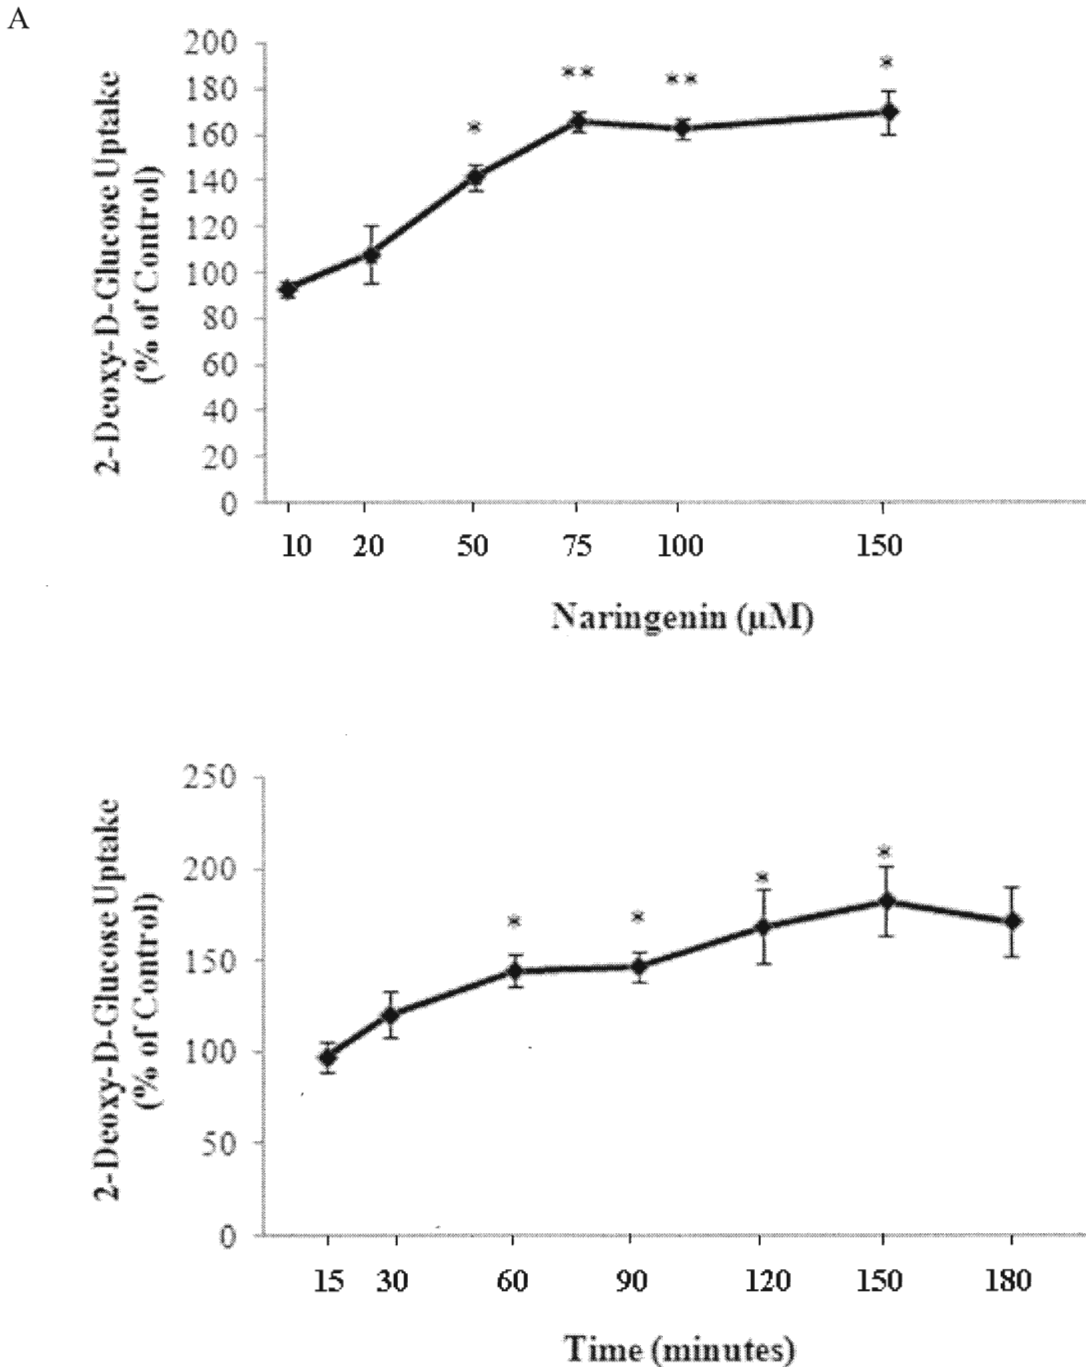 A
2-Deoxy-D-Glucose Uptake
(% of Control)
200
180
160
140
120
100
80
60
40
20
0
*
**
**
*
10 20 50 75 100 150
Naringenin (μM)
2-Deoxy-D-Glucose Uptake
(% of Control)
250
200
150
100
50
0
*
*
*
*
15 30 60 90 120 150 180
Time (minutes)